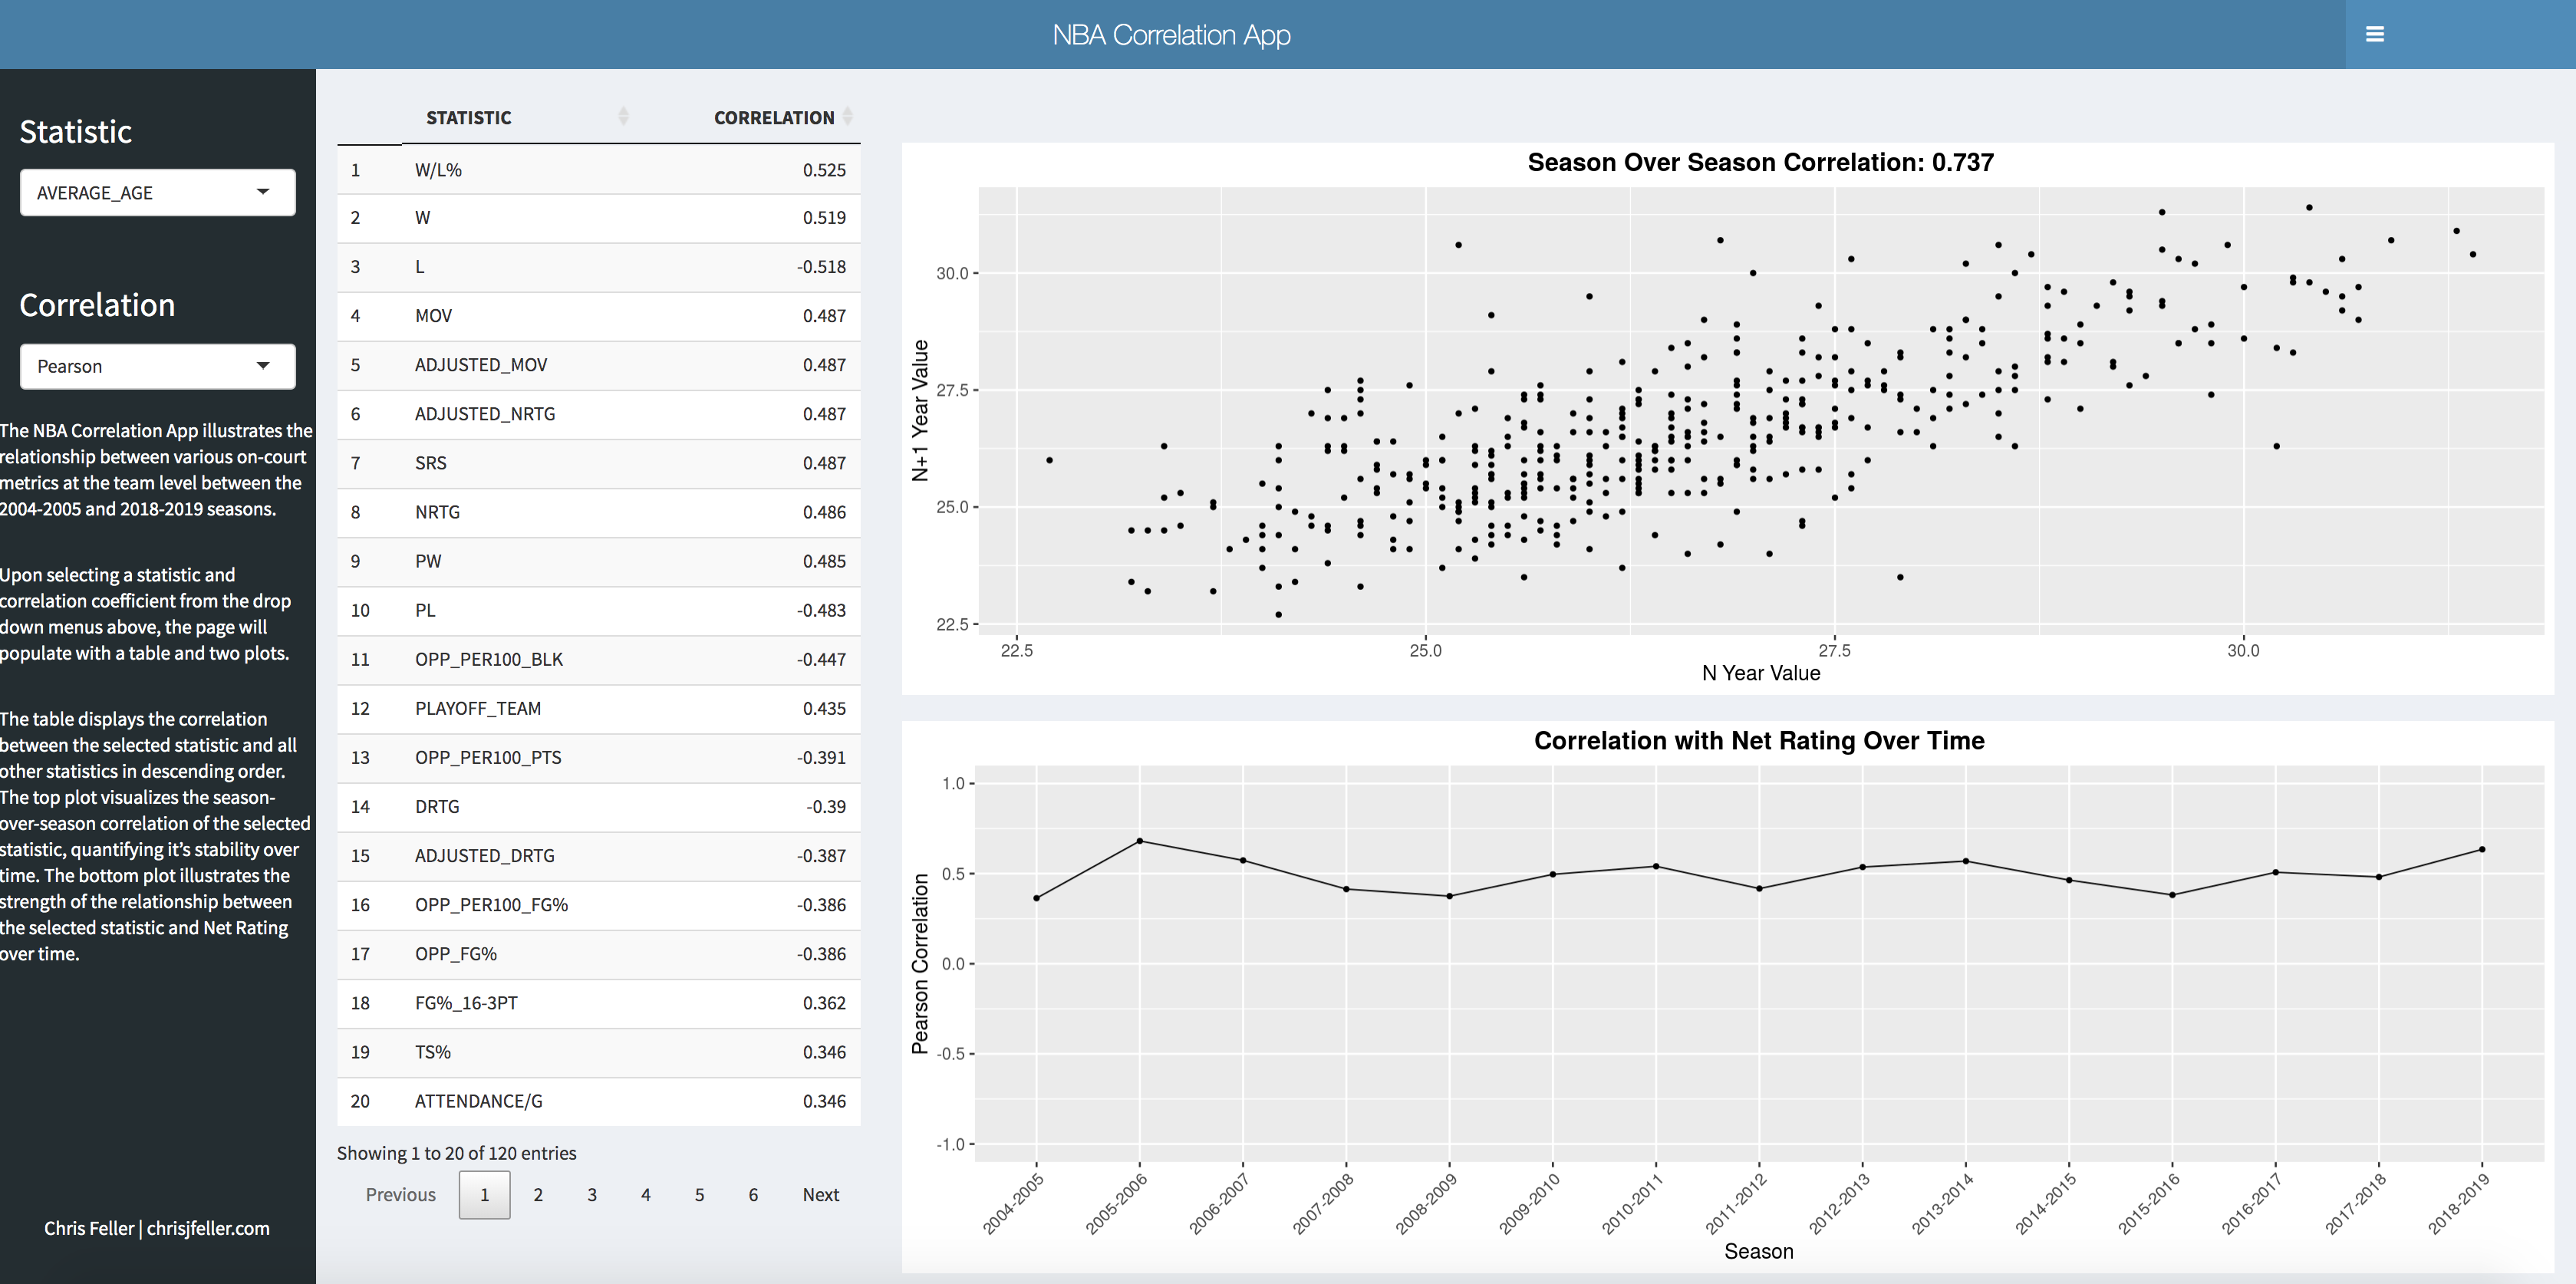 NBA Correlation App
Statistic
AVERAGE_AGE
Correlation
Pearson
The NBA Correlation App illustrates the
relationship between various on-court
metrics at the team level between the
2004-2005 and 2018-2019 seasons.
Upon selecting a statistic and
correlation coefficient from the drop
down menus above, the page will
populate with a table and two plots.
The table displays the correlation
between the selected statistic and all
other statistics in descending order.
The top plot visualizes the season-
over-season correlation of the selected
statistic, quantifying it’s stability over
time. The bottom plot illustrates the
strength of the relationship between
the selected statistic and Net Rating
over time.
Chris Feller | chrisjfeller.com
STATISTIC CORRELATION
1 W/L% 0.525
2 W 0.519
3 L -0.518
4 MOV 0.487
5 ADJUSTED_MOV 0.487
6 ADJUSTED_NRTG 0.487
7 SRS 0.487
8 NRTG 0.486
9 PW 0.485
10 PL -0.483
11 OPP_PER100_BLK -0.447
12 PLAYOFF_TEAM 0.435
13 OPP_PER100_PTS -0.391
14 DRTG -0.39
15 ADJUSTED_DRTG -0.387
16 OPP_PER100_FG% -0.386
17 OPP_FG% -0.386
18 FG%_16-3PT 0.362
19 TS% 0.346
20 ATTENDANCE/G 0.346
Showing 1 to 20 of 120 entries
Previous 1 2 3 4 5 6 Next
Season Over Season Correlation: 0.737
N+1 Year Value
30.0
27.5
25.0
22.5
22.5 25.0 27.5 30.0
N Year Value
Correlation with Net Rating Over Time
Pearson Correlation
1.0
0.5
0.0
-0.5
-1.0
2004-2005 2005-2006 2006-2007 2007-2008 2008-2009 2009-2010 2010-2011 2011-2012 2012-2013 2013-2014 2014-2015 2015-2016 2016-2017 2017-2018 2018-2019
Season